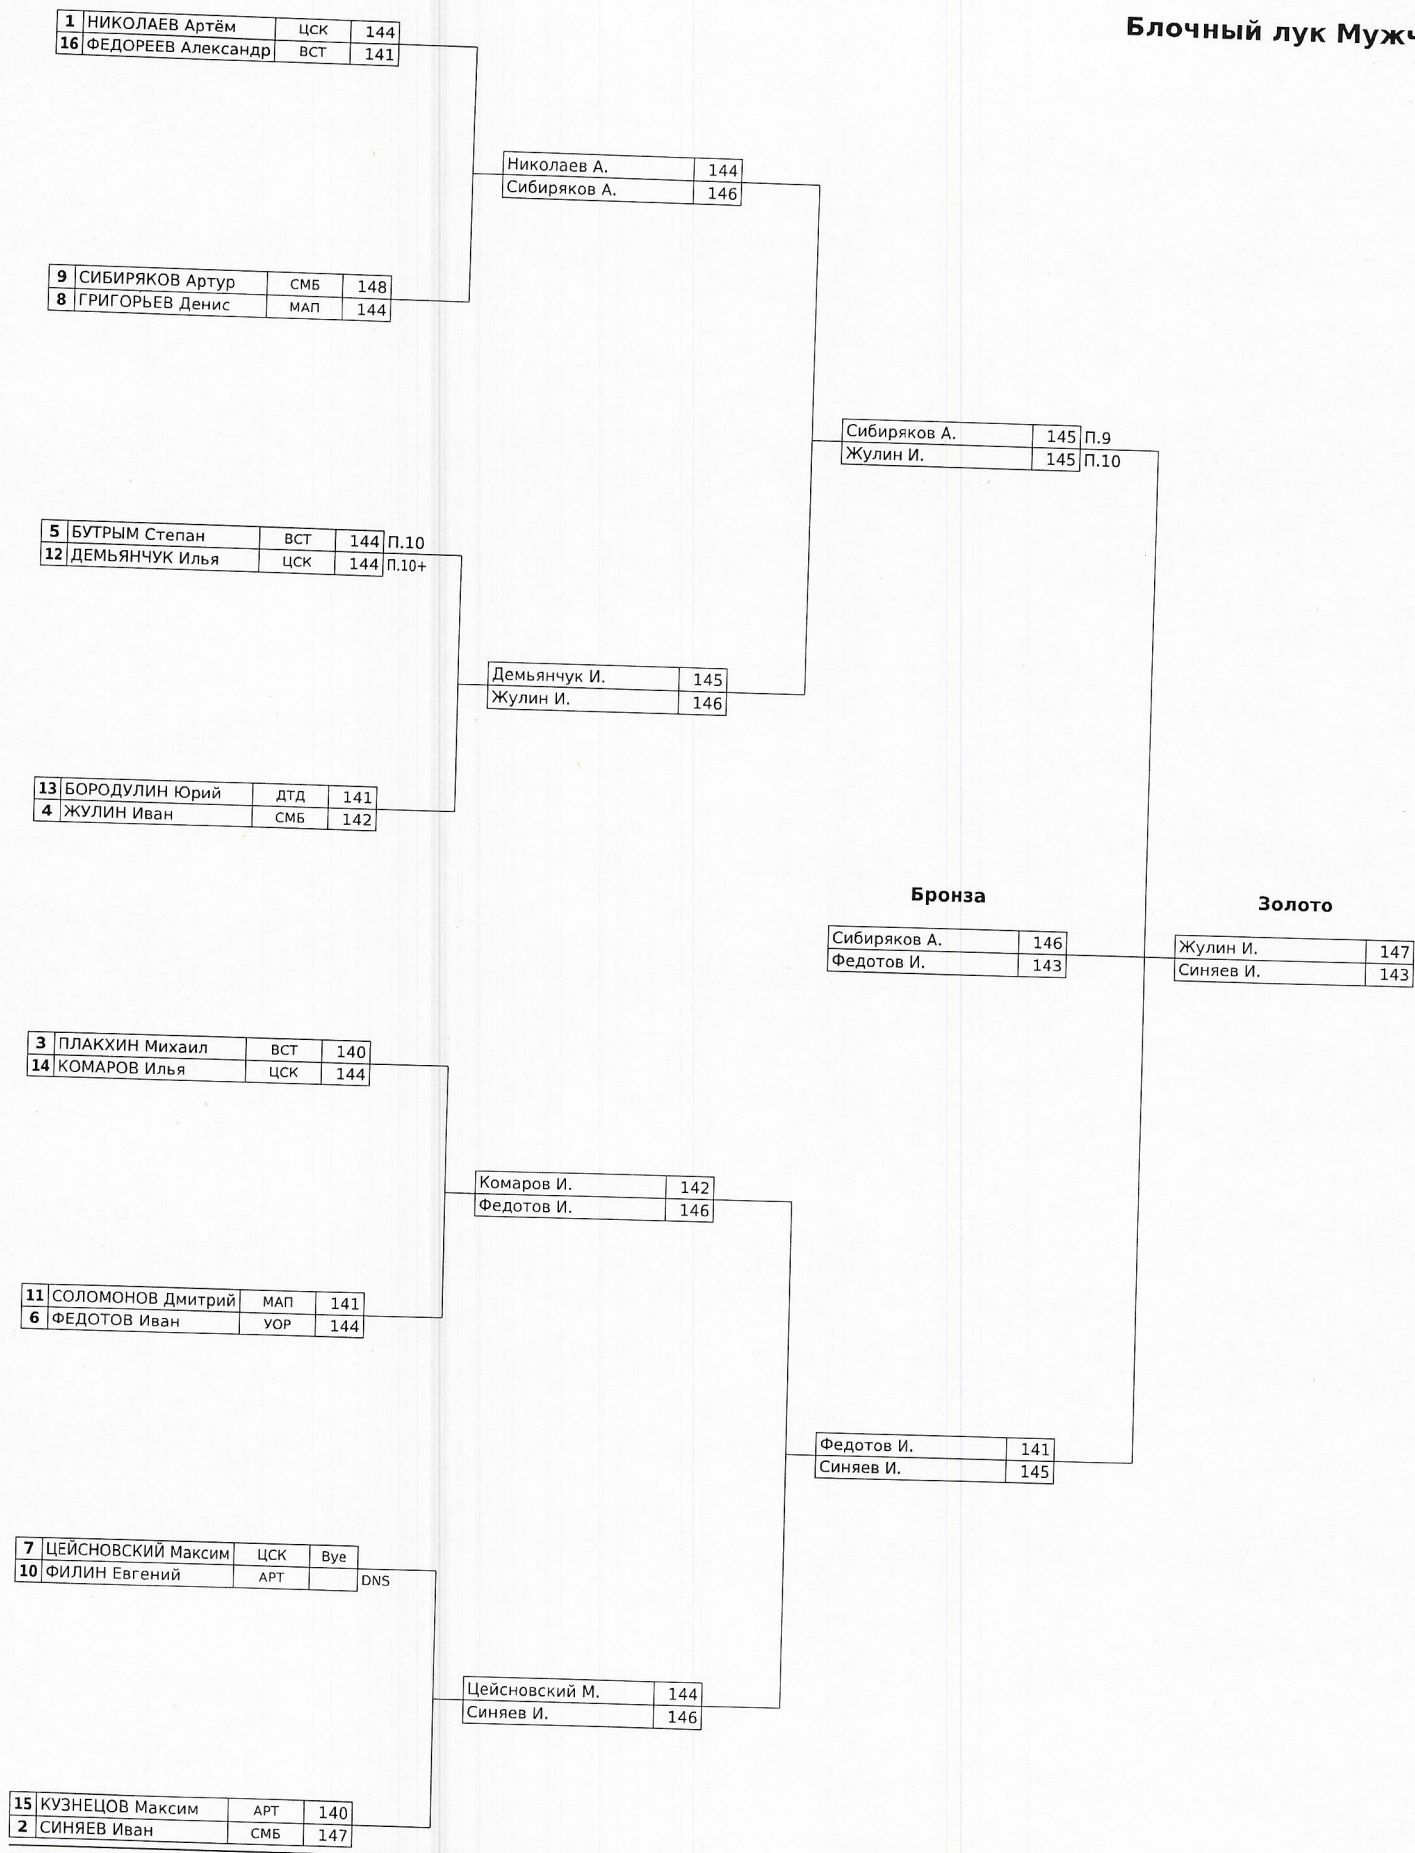 Блочный лук Мужч
1 НИКОЛАЕВ Артём ЦСК 144
16 ФЕДОРЕЕВ Александр ВСТ 141
Николаев А. 144
Сибиряков А. 146
9 СИБИРЯКОВ Артур СМБ 148
8 ГРИГОРЬЕВ Денис МАП 144
Сибиряков А. 145 П.9
Жулин И. 145 П.10
5 БУТРЫМ Степан ВСТ 144 П.10
12 ДЕМЬЯНЧУК Илья ЦСК 144 П.10+
Демьянчук И. 145
Жулин И. 146
13 БОРОДУЛИН Юрий ДТД 141
4 ЖУЛИН Иван СМБ 142
Бронза
Золото
Сибиряков А. 146
Федотов И. 143
Жулин И. 147
Синяев И. 143
3 ПЛАКХИН Михаил ВСТ 140
14 КОМАРОВ Илья ЦСК 144
Комаров И. 142
Федотов И. 146
11 СОЛОМОНОВ Дмитрий МАП 141
6 ФЕДОТОВ Иван УОР 144
Федотов И. 141
Синяев И. 145
7 ЦЕЙСНОВСКИЙ Максим ЦСК Bye
10 ФИЛИН Евгений АРТ DNS
Цейсновский М. 144
Синяев И. 146
15 КУЗНЕЦОВ Максим АРТ 140
2 СИНЯЕВ Иван СМБ 147